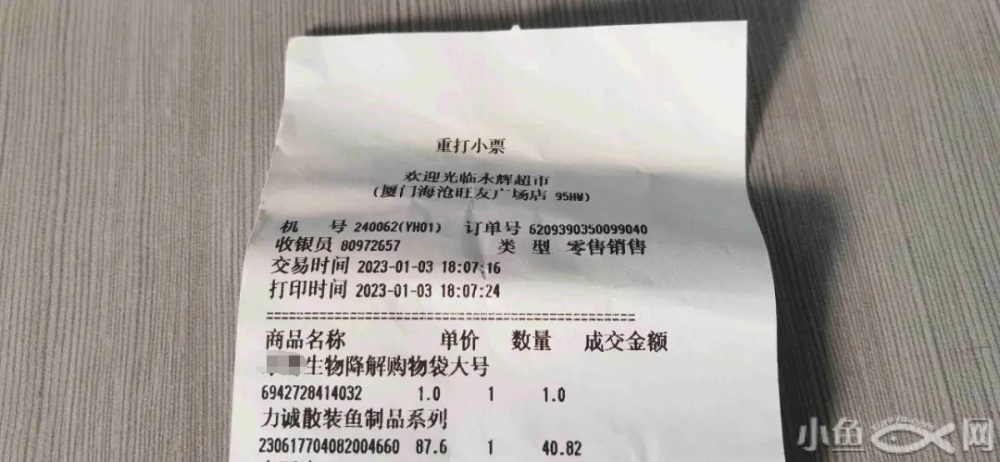 重打小票
欢迎光临永辉超市
(厦门海沧旺友广场店 95HW)
机 号 240062(YH01) 订单号 6209390350099040
收银员 80972657 类 型 零售销售
交易时间 2023-01-03 18:07:16
打印时间 2023-01-03 18:07:24
================================================
商品名称 单价 数量 成交金额
生物降解购物袋大号
6942728414032 1.0 1 1.0
力诚散装鱼制品系列
230617704082004660 87.6 1 40.82
小鱼网